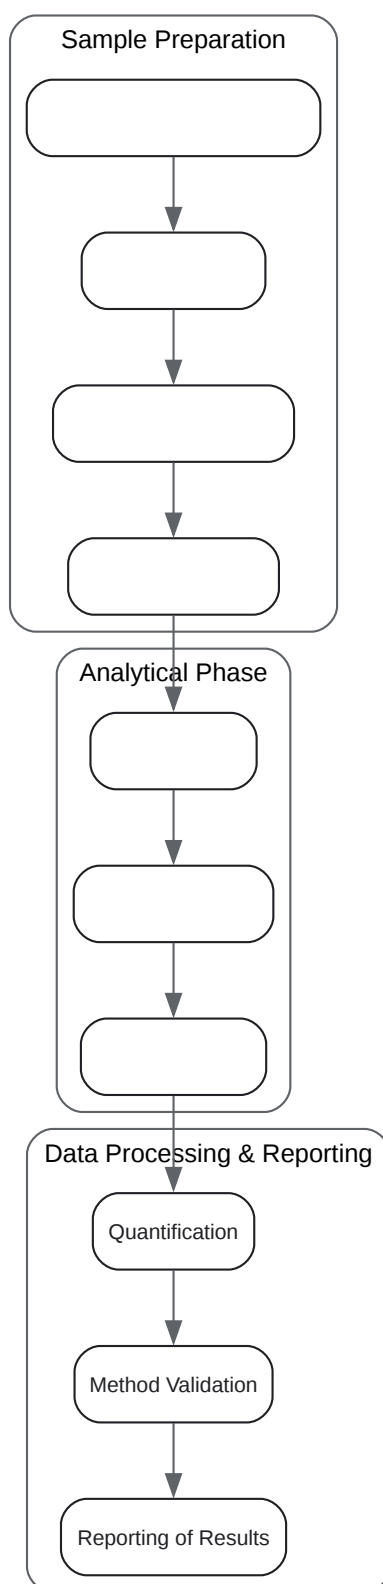 Sample Preparation
Analytical Phase
Data Processing & Reporting
Quantification
Method Validation
Reporting of Results